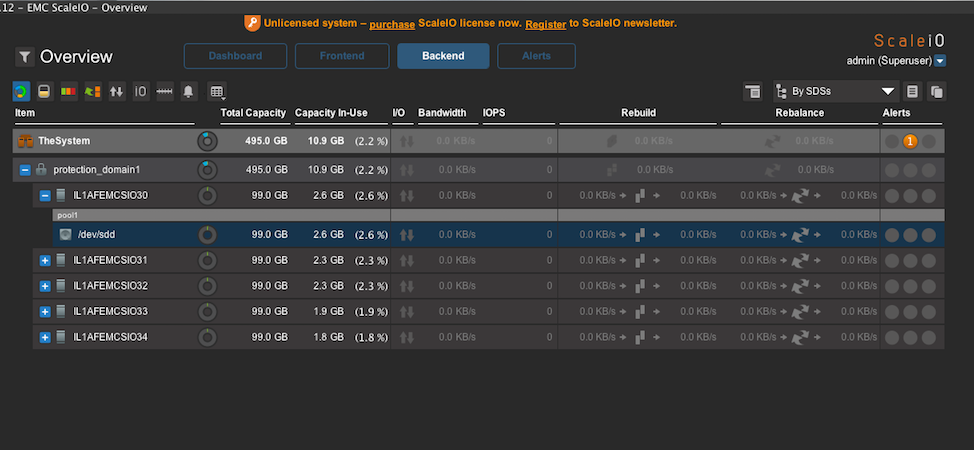 .12 – EMC ScaleIO – Overview
Unlicensed system – purchase ScaleIO license now. Register to ScaleIO newsletter.
Overview
Dashboard
Frontend
Backend
Alerts
ScaleiO
admin (Superuser)
By SDSs
Item Total Capacity Capacity In-Use I/O Bandwidth IOPS Rebuild Rebalance Alerts
TheSystem 495.0 GB 10.9 GB (2.2 %) 0.0 KB/s 0 0.0 KB/s 0.0 KB/s 1
protection_domain1 495.0 GB 10.9 GB (2.2 %) 0.0 KB/s 0 0.0 KB/s 0.0 KB/s
IL1AFEMCSIO30 99.0 GB 2.6 GB (2.6 %) 0.0 KB/s 0 0.0 KB/s 0.0 KB/s 0.0 KB/s 0.0 KB/s
pool1
/dev/sdd 99.0 GB 2.6 GB (2.6 %) 0.0 KB/s 0 0.0 KB/s 0.0 KB/s 0.0 KB/s 0.0 KB/s
IL1AFEMCSIO31 99.0 GB 2.3 GB (2.3 %) 0.0 KB/s 0 0.0 KB/s 0.0 KB/s 0.0 KB/s 0.0 KB/s
IL1AFEMCSIO32 99.0 GB 2.3 GB (2.3 %) 0.0 KB/s 0 0.0 KB/s 0.0 KB/s 0.0 KB/s 0.0 KB/s
IL1AFEMCSIO33 99.0 GB 1.9 GB (1.9 %) 0.0 KB/s 0 0.0 KB/s 0.0 KB/s 0.0 KB/s 0.0 KB/s
IL1AFEMCSIO34 99.0 GB 1.8 GB (1.8 %) 0.0 KB/s 0 0.0 KB/s 0.0 KB/s 0.0 KB/s 0.0 KB/s